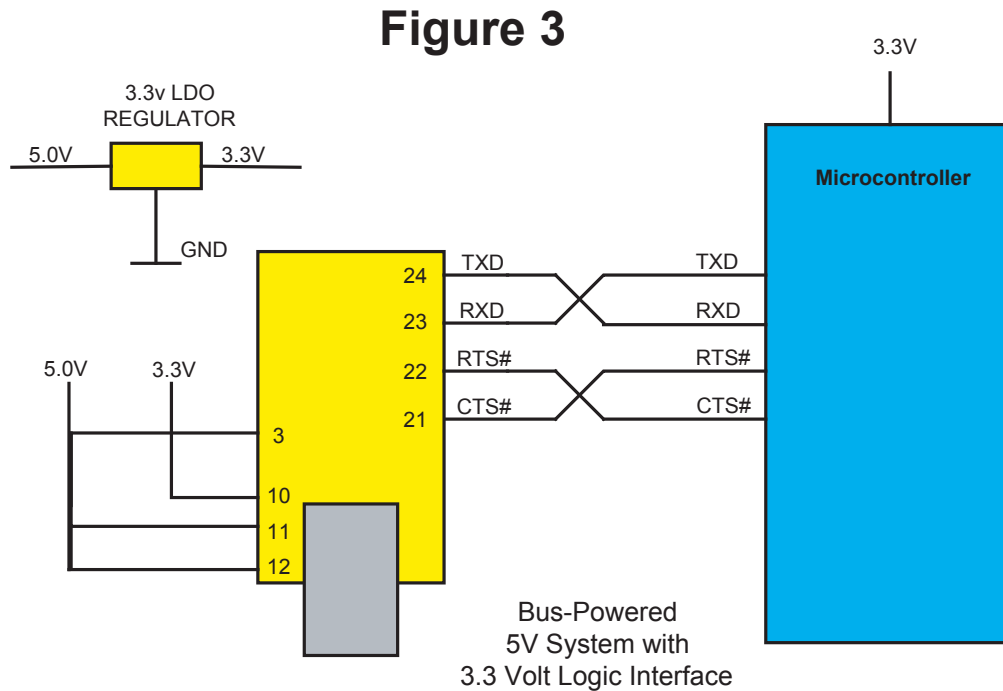 Figure 3
3.3V
3.3v LDO
REGULATOR
5.0V
3.3V
Microcontroller
GND
24
TXD
TXD
23
RXD
RXD
5.0V
3.3V
22
RTS#
RTS#
21
CTS#
CTS#
3
10
11
12
Bus-Powered
5V System with
3.3 Volt Logic Interface